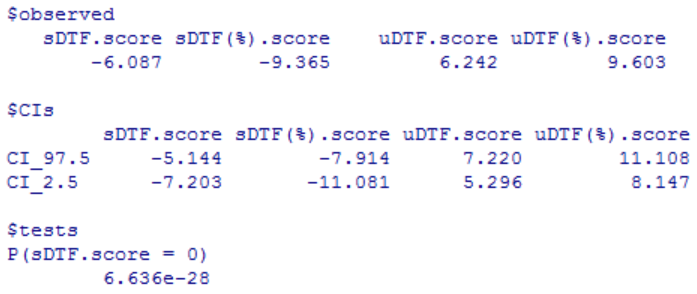 $observed
sDTF.score sDTF(%).score uDTF.score uDTF(%).score
-6.087 -9.365 6.242 9.603
$CIs
sDTF.score sDTF(%).score uDTF.score uDTF(%).score
CI_97.5 -5.144 -7.914 7.220 11.108
CI_2.5 -7.203 -11.081 5.296 8.147
$tests
P(sDTF.score = 0)
6.636e-28